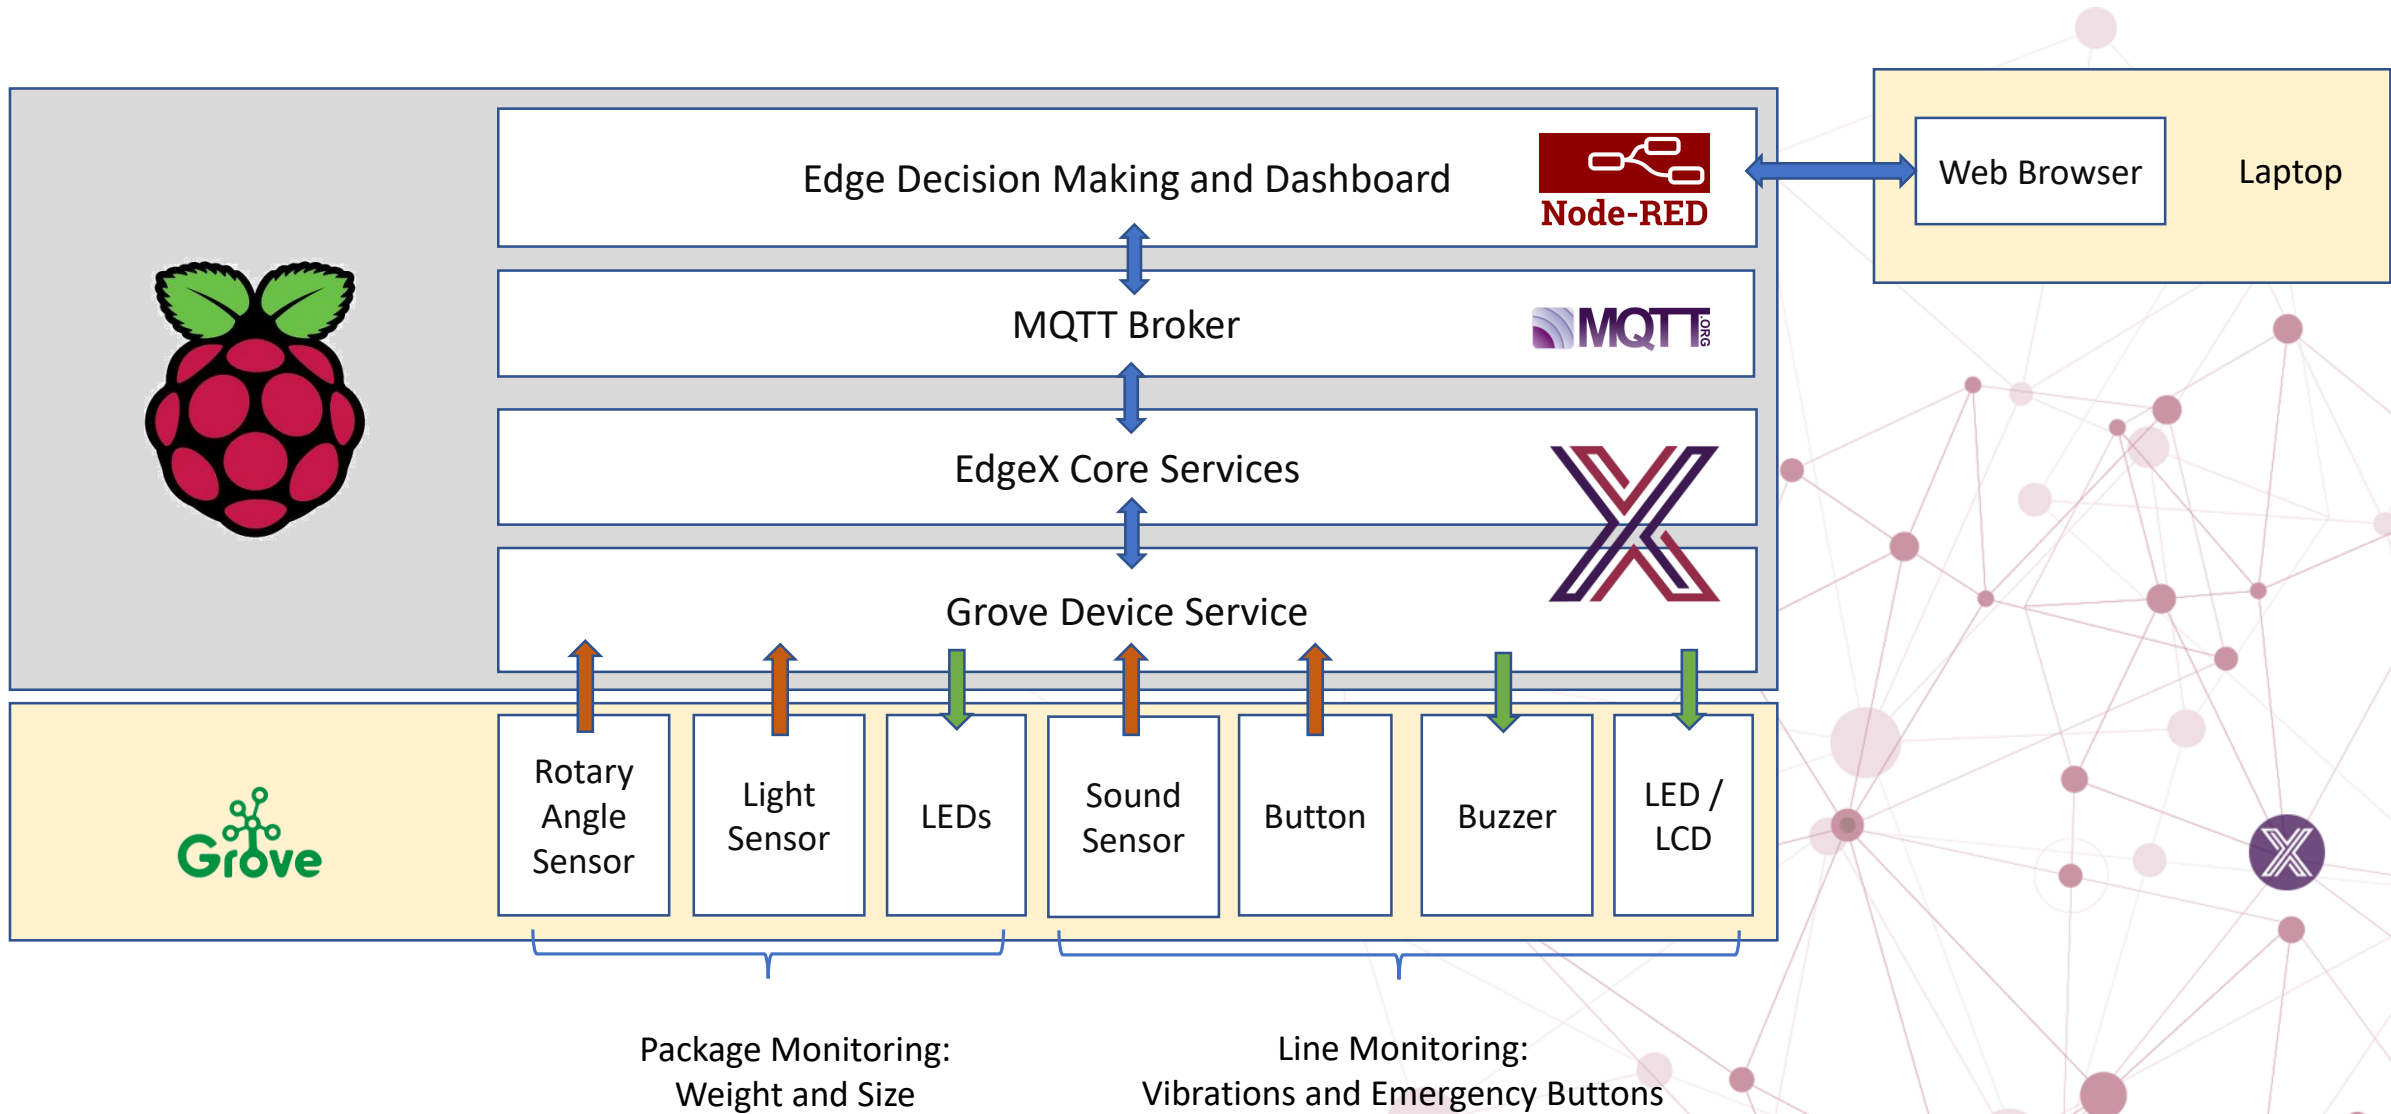 Edge Decision Making and Dashboard
Node-RED
Web Browser
Laptop
MQTT Broker
MQTT.ORG
EdgeX Core Services
Grove Device Service
Grove
Rotary
Angle
Sensor
Light
Sensor
LEDs
Sound
Sensor
Button
Buzzer
LED /
LCD
Package Monitoring:
Weight and Size
Line Monitoring:
Vibrations and Emergency Buttons